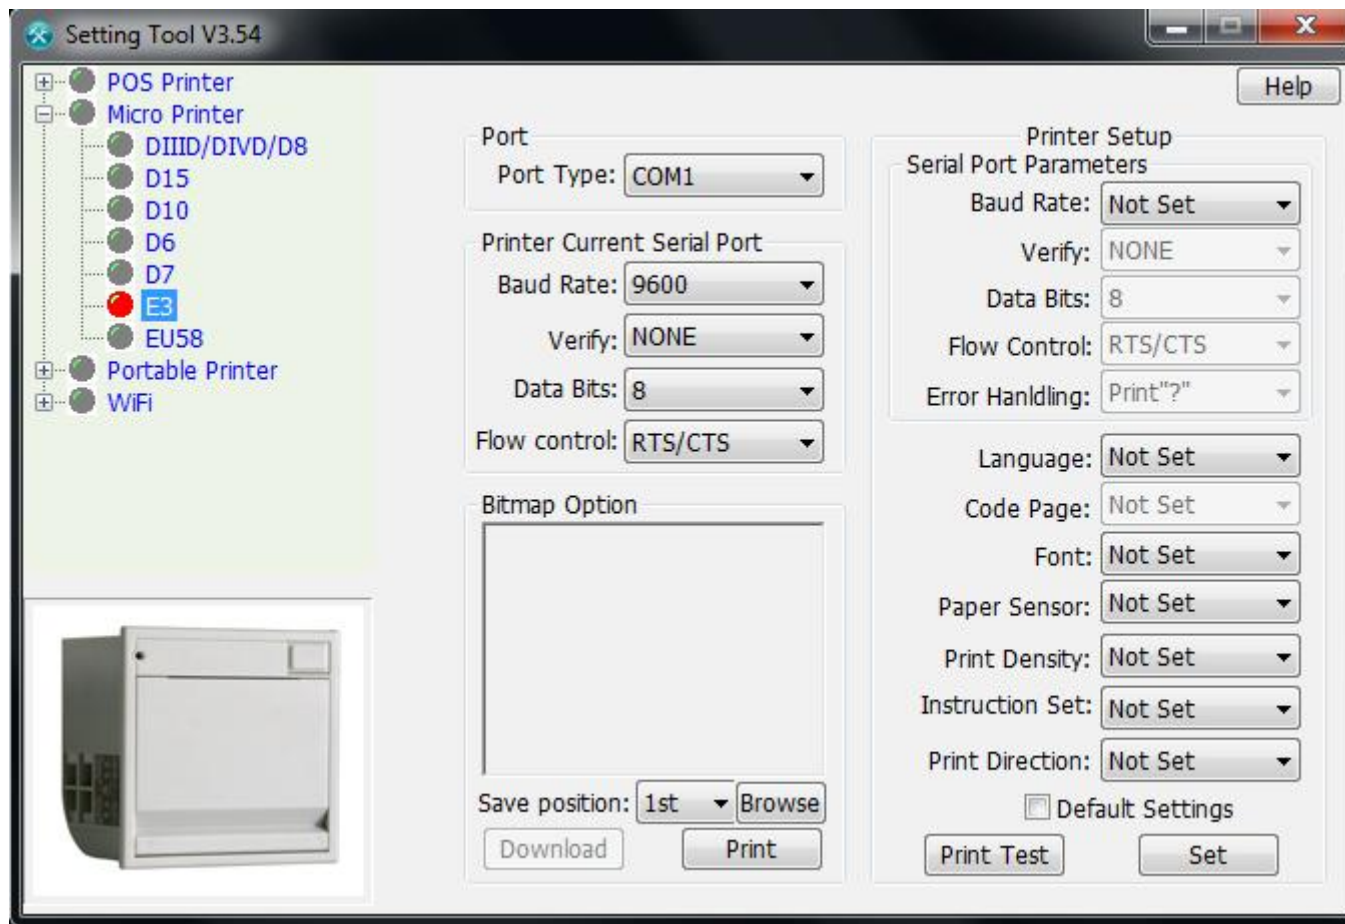 Setting Tool V3.54
Help
POS Printer
Micro Printer
DIIID/DIVD/D8
D15
D10
D6
D7
E3
EU58
Portable Printer
WiFi
Port
Port Type: COM1
Printer Current Serial Port
Baud Rate: 9600
Verify: NONE
Data Bits: 8
Flow control: RTS/CTS
Bitmap Option
Save position: 1st Browse
Download Print
Printer Setup
Serial Port Parameters
Baud Rate: Not Set
Verify: NONE
Data Bits: 8
Flow Control: RTS/CTS
Error Hanldling: Print"?"
Language: Not Set
Code Page: Not Set
Font: Not Set
Paper Sensor: Not Set
Print Density: Not Set
Instruction Set: Not Set
Print Direction: Not Set
Default Settings
Print Test Set